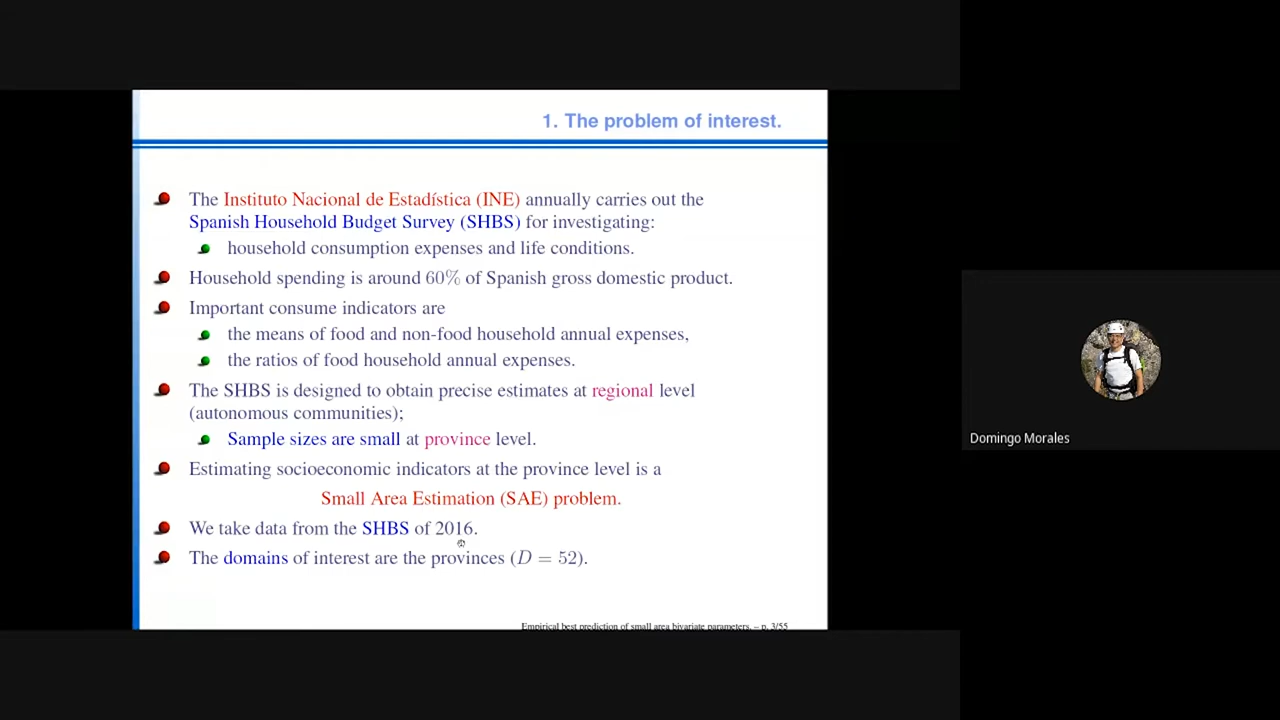 1. The problem of interest.
The Instituto Nacional de Estadística (INE) annually carries out the
Spanish Household Budget Survey (SHBS) for investigating:
household consumption expenses and life conditions.
Household spending is around 60% of Spanish gross domestic product.
Important consume indicators are
the means of food and non-food household annual expenses,
the ratios of food household annual expenses.
The SHBS is designed to obtain precise estimates at regional level
(autonomous communities);
Sample sizes are small at province level.
Estimating socioeconomic indicators at the province level is a
Small Area Estimation (SAE) problem.
We take data from the SHBS of 2016.
The domains of interest are the provinces (D = 52).
Empirical best prediction of small area bivariate parameters. – p. 3/55
Domingo Morales